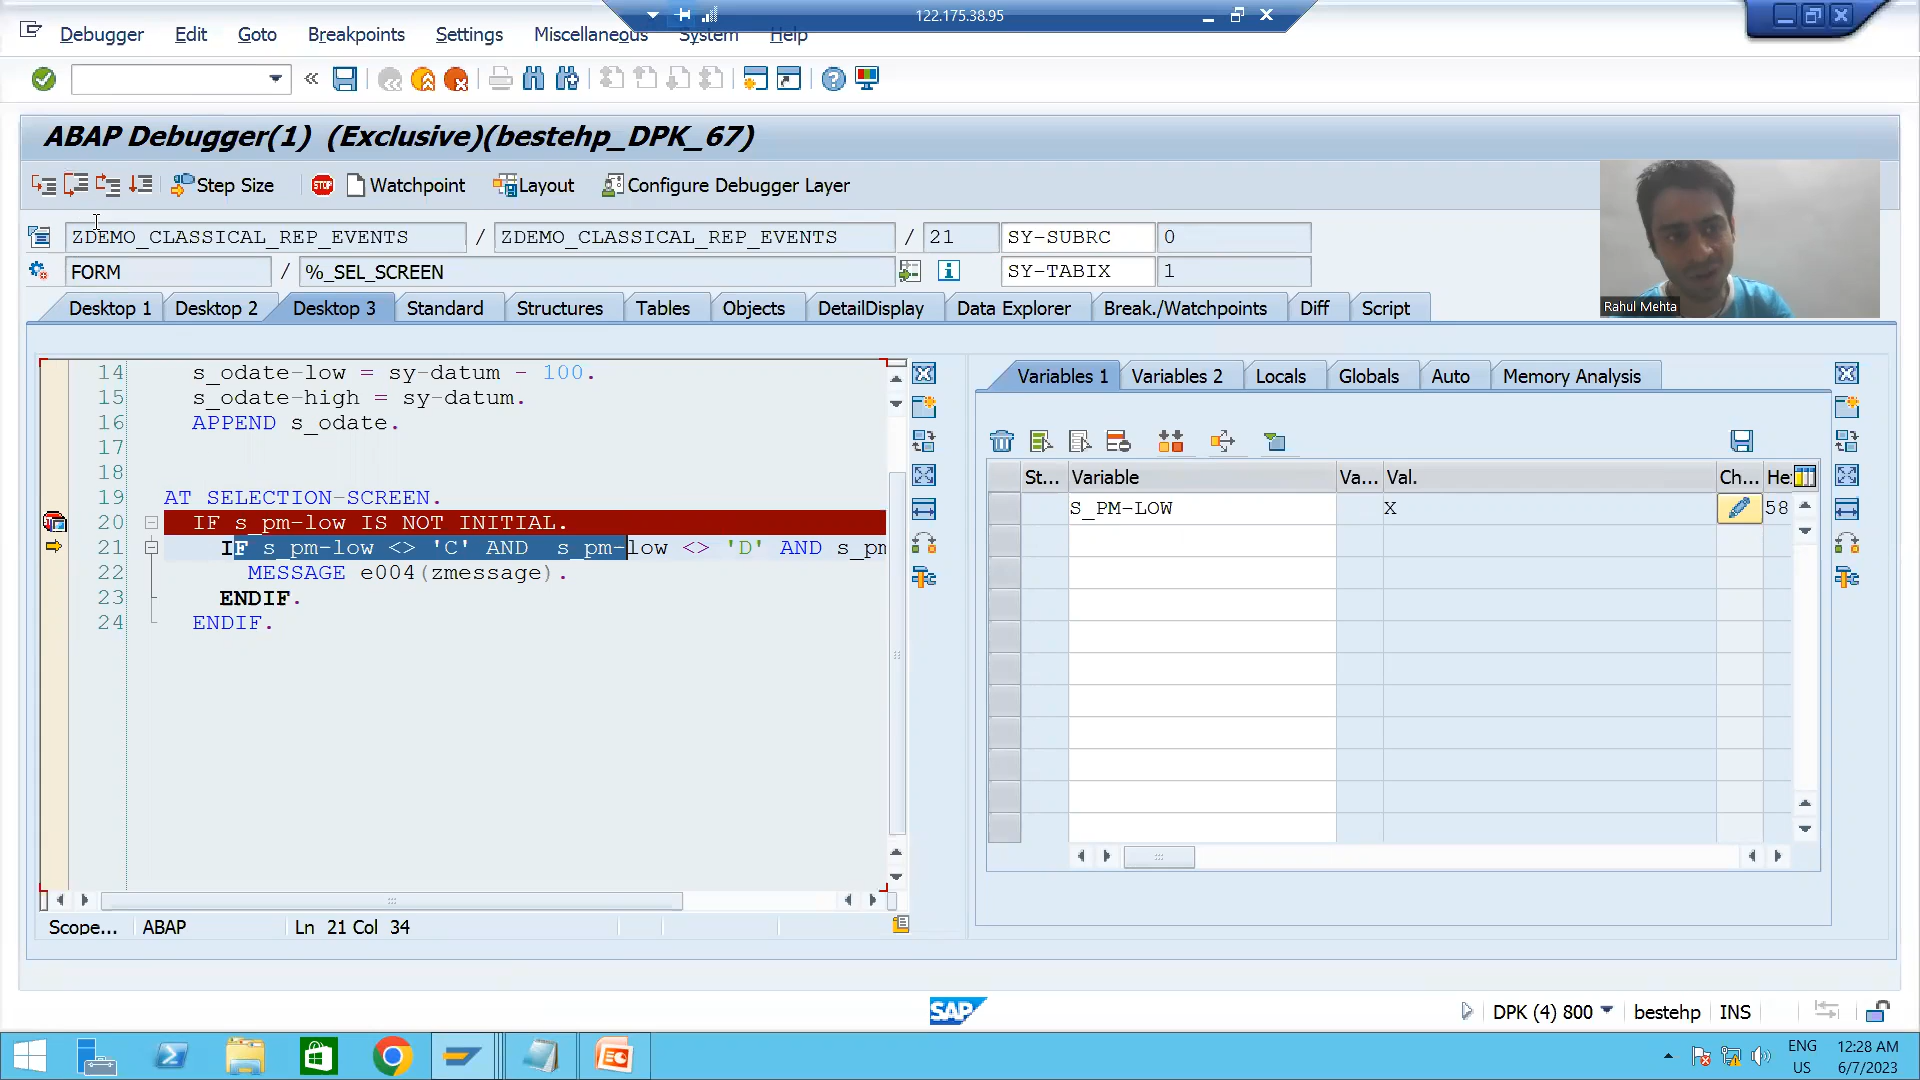 122.175.38.95
Debugger Edit Goto Breakpoints Settings Miscellaneous System Help
ABAP Debugger(1) (Exclusive)(bestehp_DPK_67)
Step Size STOP Watchpoint Layout Configure Debugger Layer
ZDEMO_CLASSICAL_REP_EVENTS / ZDEMO_CLASSICAL_REP_EVENTS / 21 SY-SUBRC 0
FORM / %_SEL_SCREEN SY-TABIX 1
Rahul Mehta
Desktop 1 Desktop 2 Desktop 3 Standard Structures Tables Objects DetailDisplay Data Explorer Break./Watchpoints Diff Script
14 s_odate-low = sy-datum - 100.
15 s_odate-high = sy-datum.
16 APPEND s_odate.
17
18
19 AT SELECTION-SCREEN.
20 IF s_pm-low IS NOT INITIAL.
21 IF s_pm-low <> 'C' AND s_pm-low <> 'D' AND s_pm
22 MESSAGE e004(zmessage).
23 ENDIF.
24 ENDIF.
Scope... ABAP Ln 21 Col 34
Variables 1 Variables 2 Locals Globals Auto Memory Analysis
St... Variable Va... Val. Ch... He
S_PM-LOW X 58
SAP
DPK (4) 800 bestehp INS
ENG
US
12:28 AM
6/7/2023